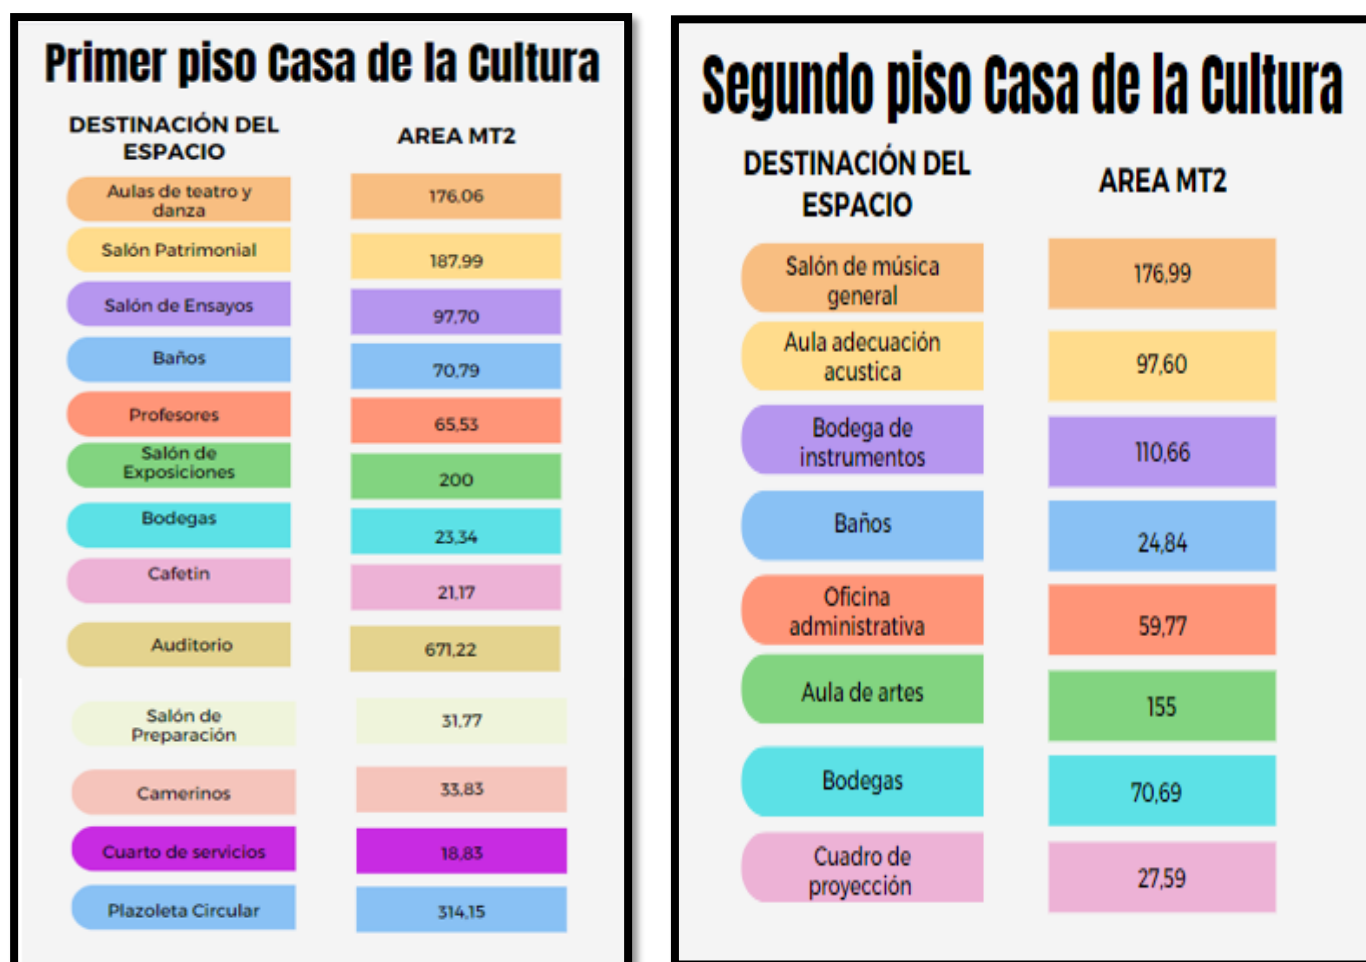 Primer piso Casa de la Cultura
DESTINACIÓN DEL
ESPACIO
AREA MT2
Aulas de teatro y
danza
176,06
Salón Patrimonial
187,99
Salón de Ensayos
97,70
Baños
70,79
Profesores
65,53
Salón de
Exposiciones
200
Bodegas
23,34
Cafetin
21,17
Auditorio
671,22
Salón de
Preparación
31,77
Camerinos
33,83
Cuarto de servicios
18,83
Plazoleta Circular
314,15
Segundo piso Casa de la Cultura
DESTINACIÓN DEL
ESPACIO
AREA MT2
Salón de música
general
176,99
Aula adecuación
acustica
97,60
Bodega de
instrumentos
110,66
Baños
24,84
Oficina
administrativa
59,77
Aula de artes
155
Bodegas
70,69
Cuadro de
proyección
27,59